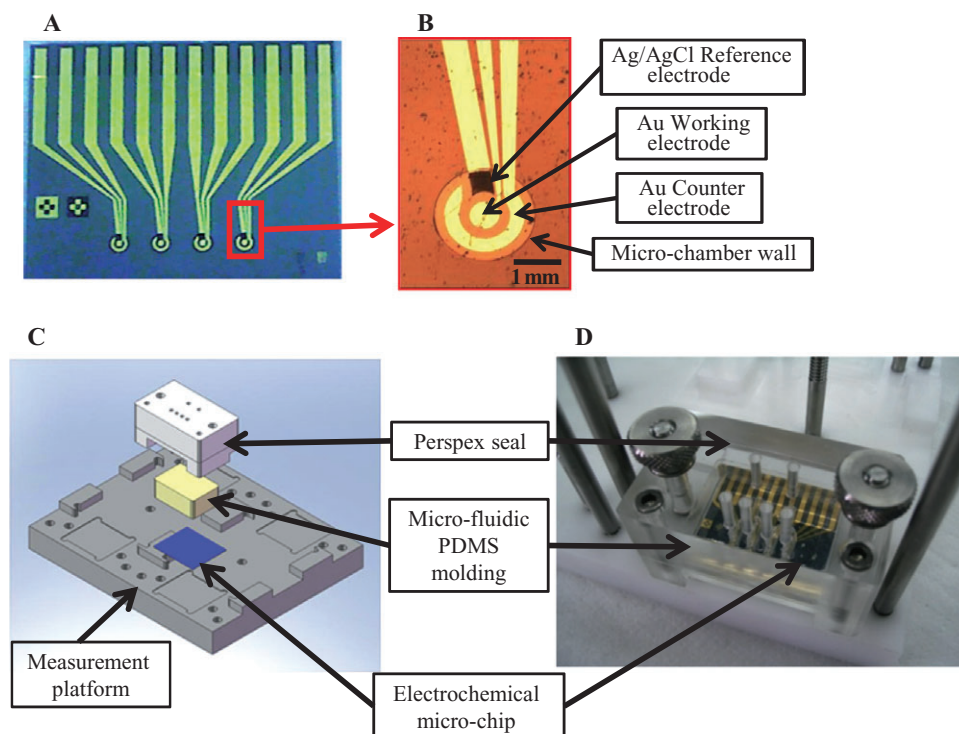 A
B
Ag/AgCl Reference
electrode
Au Working
electrode
Au Counter
electrode
Micro-chamber wall
1 mm
C
D
Perspex seal
Micro-fluidic
PDMS
molding
Measurement
platform
Electrochemical
micro-chip